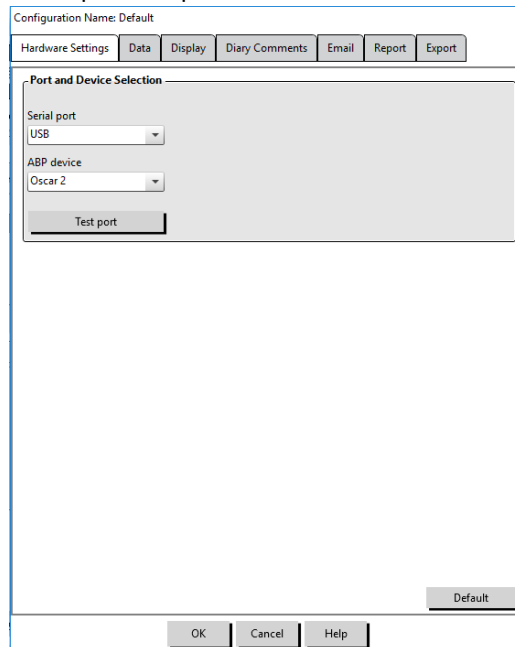 Configuration Name: Default
Hardware Settings Data Display Diary Comments Email Report Export
Port and Device Selection
Serial port
USB
ABP device
Oscar 2
Test port
Default
OK Cancel Help